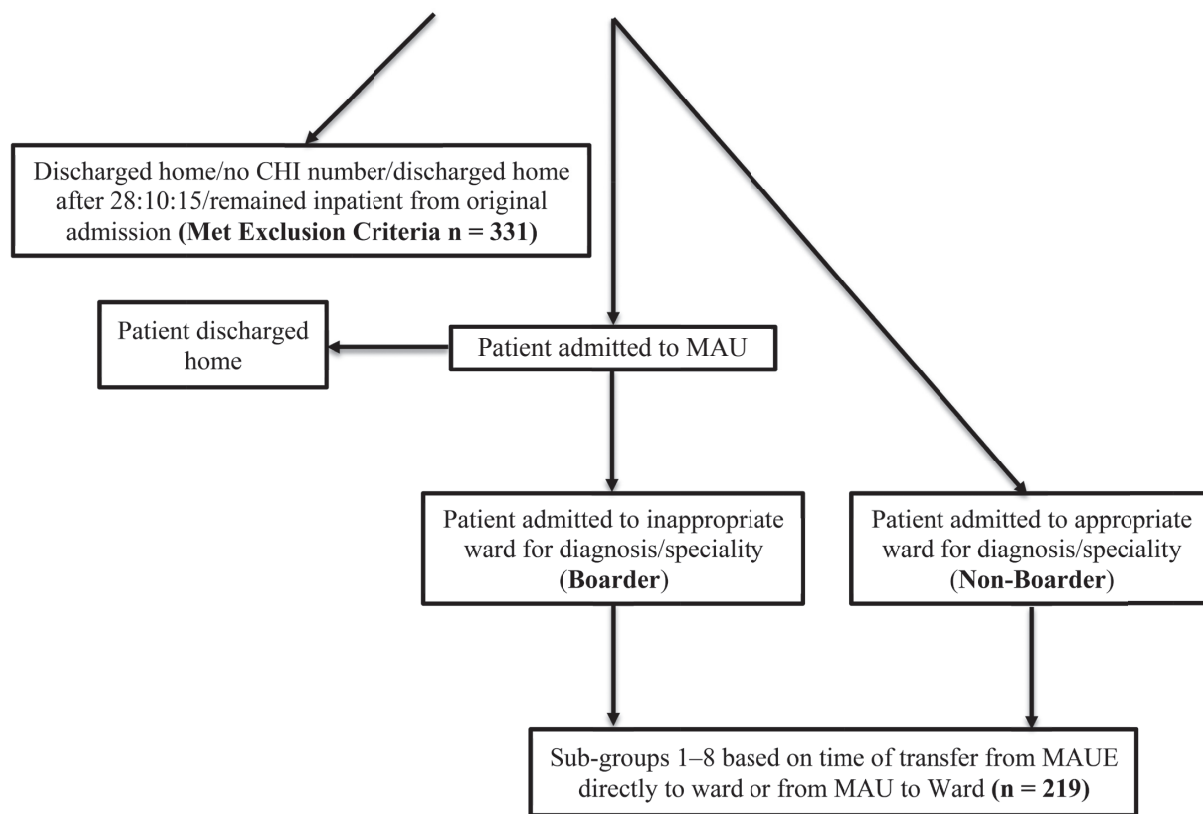 Discharged home/no CHI number/discharged home
after 28:10:15/remained inpatient from original
admission (Met Exclusion Criteria n = 331)
Patient discharged
home
Patient admitted to MAU
Patient admitted to inappropriate
ward for diagnosis/speciality
(Boarder)
Patient admitted to appropriate
ward for diagnosis/speciality
(Non-Boarder)
Sub-groups 1–8 based on time of transfer from MAUE
directly to ward or from MAU to Ward (n = 219)